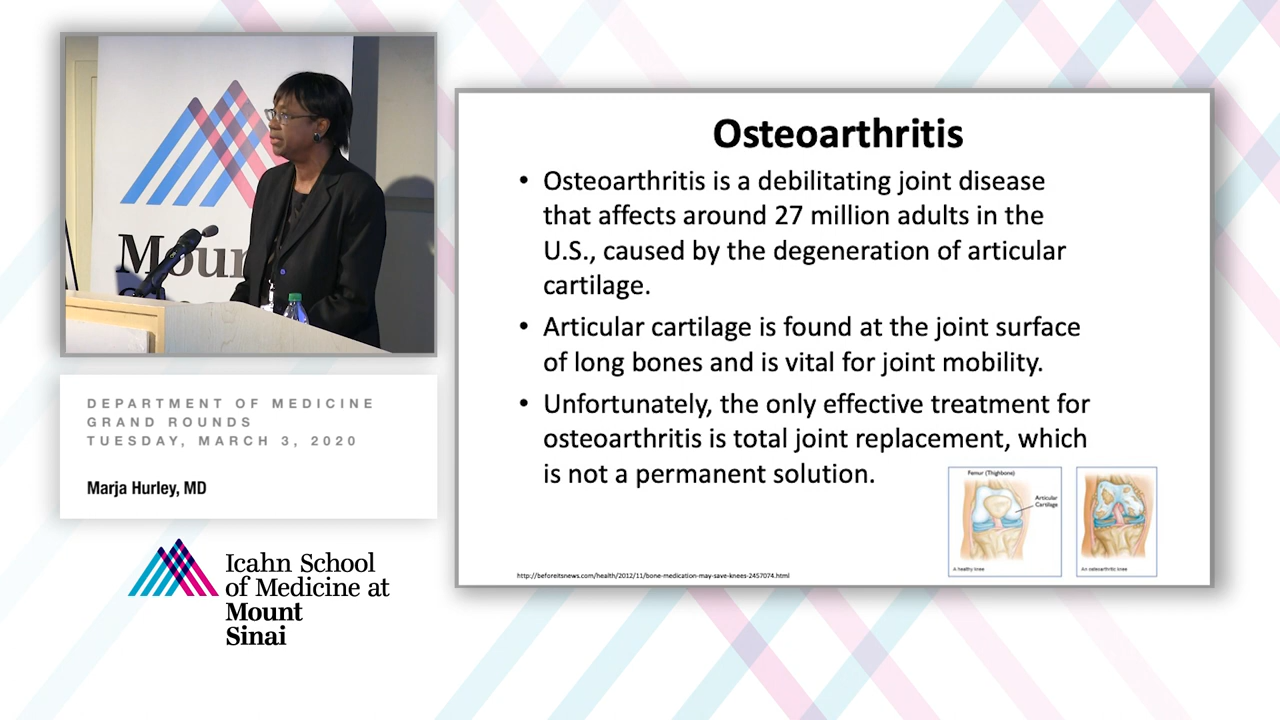 Mour
DEPARTMENT OF MEDICINE
GRAND ROUNDS
TUESDAY, MARCH 3, 2020
Marja Hurley, MD
Icahn School
of Medicine at
Mount
Sinai
Osteoarthritis
• Osteoarthritis is a debilitating joint disease
that affects around 27 million adults in the
U.S., caused by the degeneration of articular
cartilage.
• Articular cartilage is found at the joint surface
of long bones and is vital for joint mobility.
• Unfortunately, the only effective treatment for
osteoarthritis is total joint replacement, which
is not a permanent solution.
Femur (Thighbone)
Articular
Cartilage
A healthy knee
An osteoarthritic knee
http://beforeitsnews.com/health/2012/11/bone-medication-may-save-knees-2457074.html